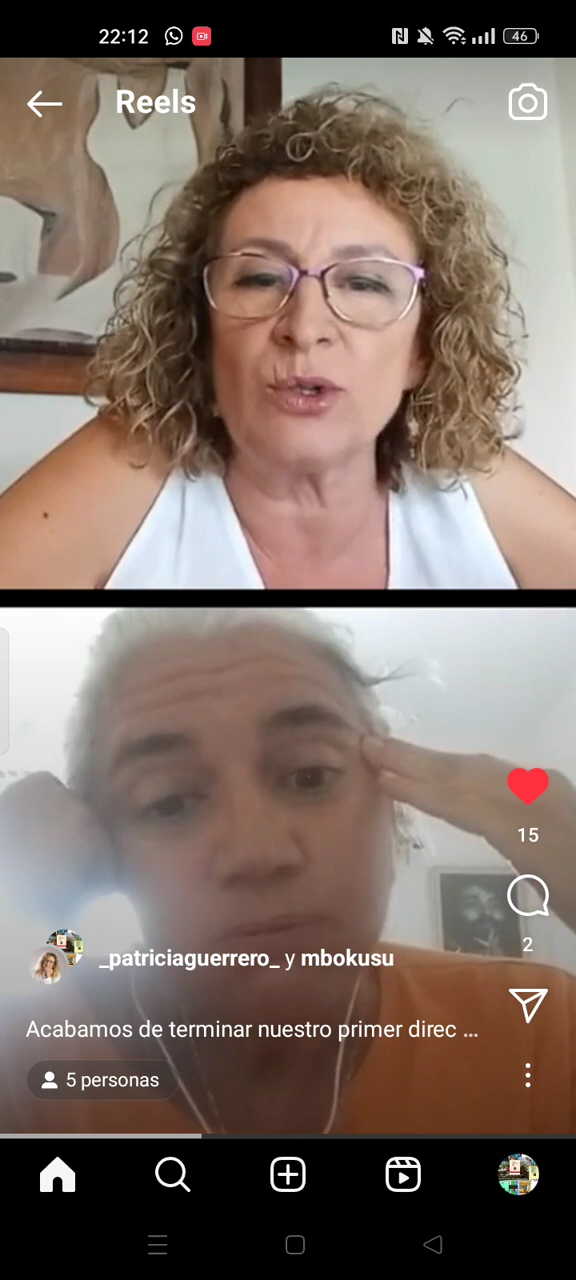 22:12
46
Reels
15
2
_patriciaguerrero_ y mbokusu
Acabamos de terminar nuestro primer direc ...
5 personas